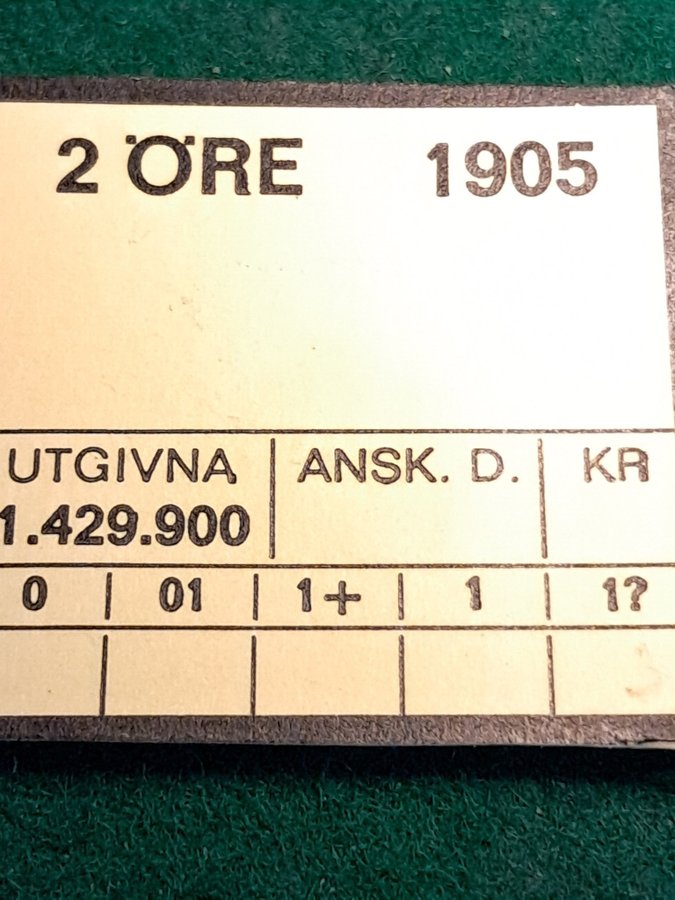 2 ÖRE 1905
UTGIVNA ANSK. D. KR
1.429.900
0 01 1+ 1 1?